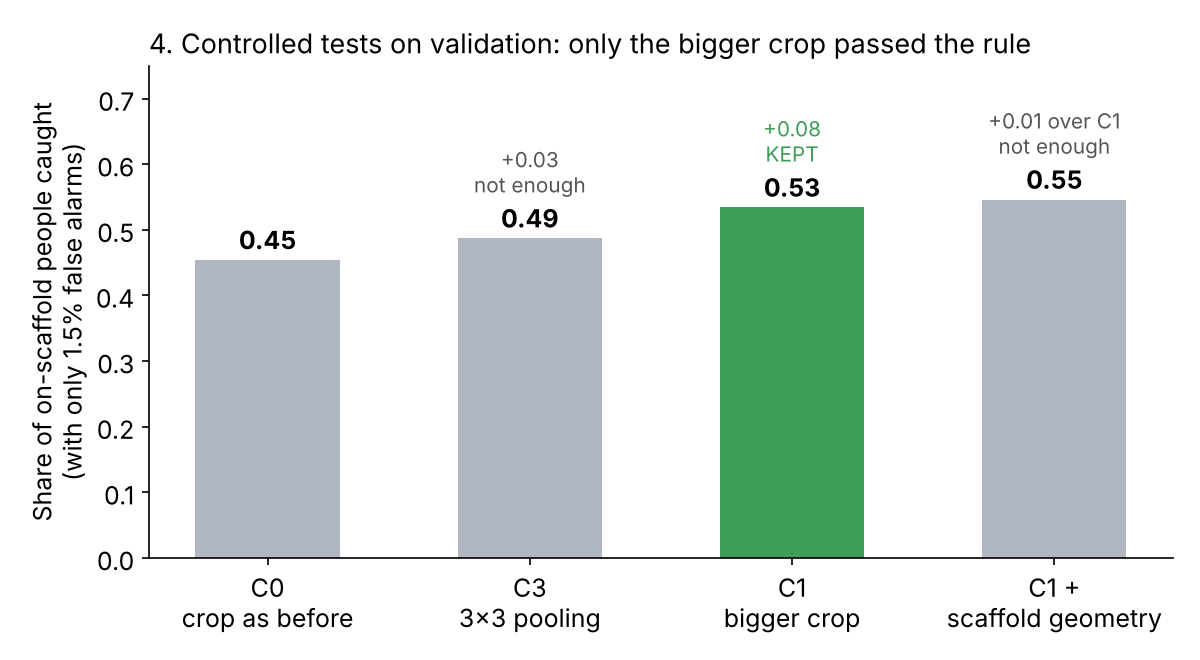 4. Controlled tests on validation: only the bigger crop passed the rule
Share of on-scaffold people caught
(with only 1.5% false alarms)
0.7
0.6
0.5
0.4
0.3
0.2
0.1
0.0
0.45
+0.03
not enough
0.49
+0.08
KEPT
0.53
+0.01 over C1
not enough
0.55
C0
crop as before
C3
3×3 pooling
C1
bigger crop
C1 +
scaffold geometry